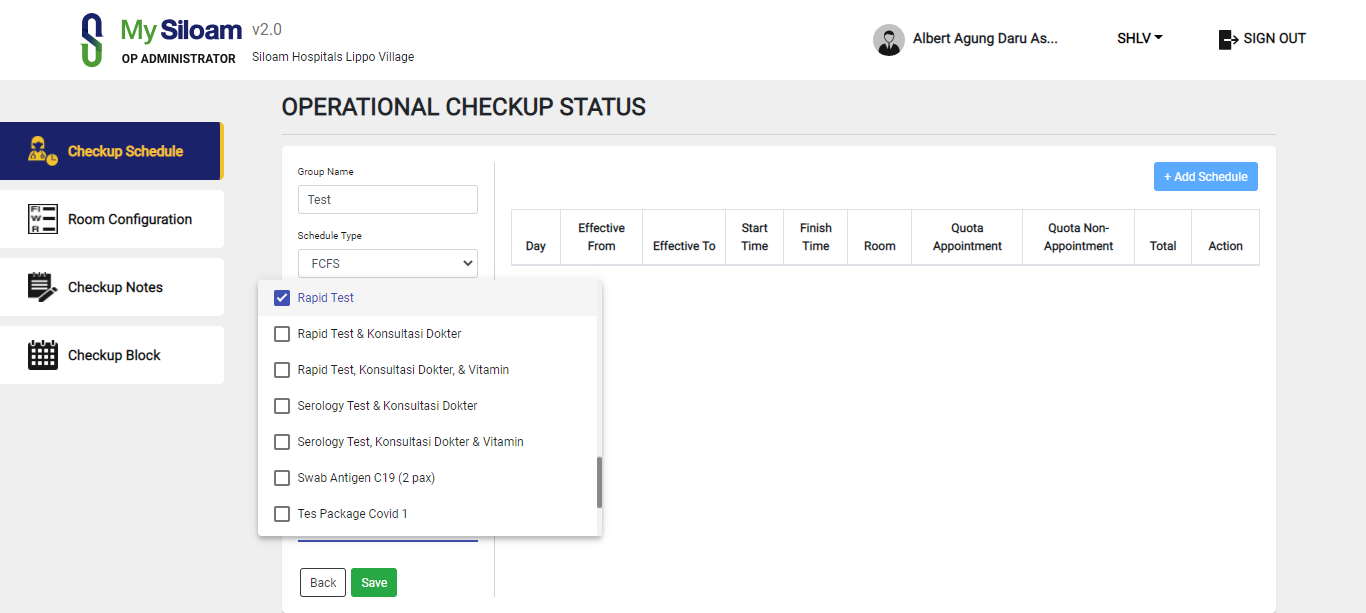 My Siloam v2.0
OP ADMINISTRATOR Siloam Hospitals Lippo Village
Albert Agung Daru As...
SHLV
SIGN OUT
OPERATIONAL CHECKUP STATUS
Checkup Schedule
Room Configuration
Checkup Notes
Checkup Block
Group Name
Test
Schedule Type
FCFS
Rapid Test
Rapid Test & Konsultasi Dokter
Rapid Test, Konsultasi Dokter, & Vitamin
Serology Test & Konsultasi Dokter
Serology Test, Konsultasi Dokter & Vitamin
Swab Antigen C19 (2 pax)
Tes Package Covid 1
Back
Save
+ Add Schedule
Day
Effective
From
Effective To
Start
Time
Finish
Time
Room
Quota
Appointment
Quota Non-
Appointment
Total
Action
FI
W
R